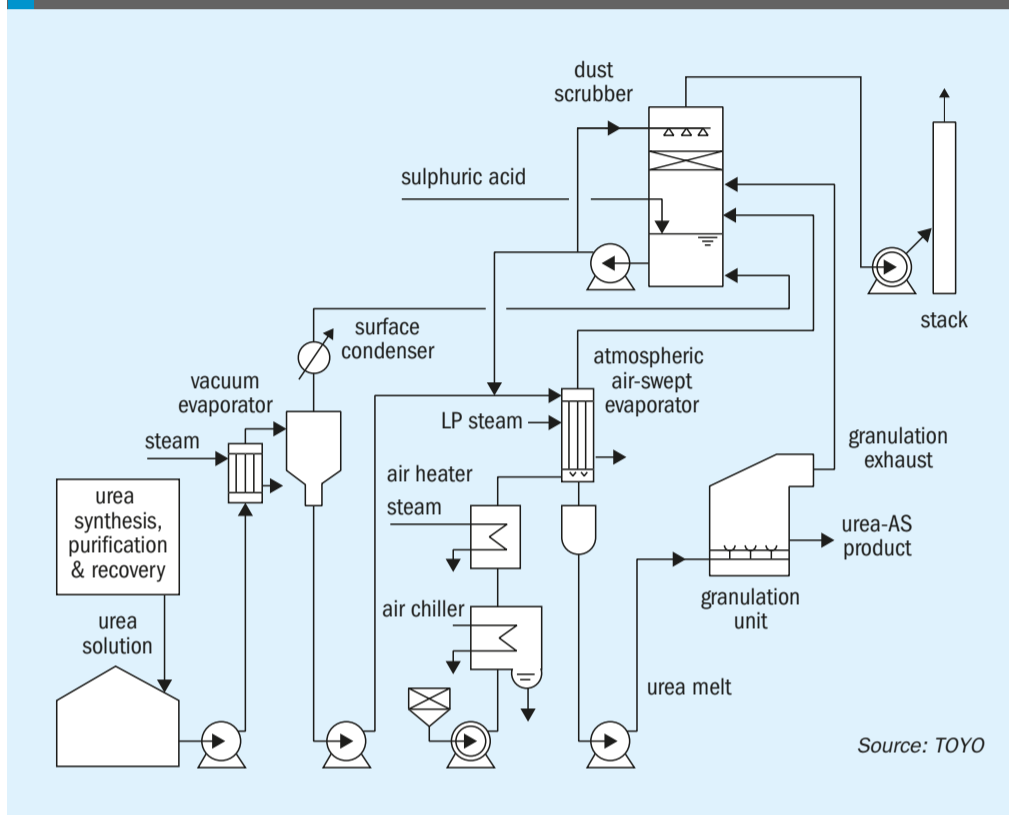 dust
scrubber
sulphuric acid
stack
surface
condenser
vacuum
evaporator
steam
atmospheric
air-swept
evaporator
LP steam
air heater
steam
granulation
exhaust
urea
synthesis,
purification
& recovery
urea-AS
product
granulation
unit
air chiller
urea
solution
urea melt
Source: TOYO